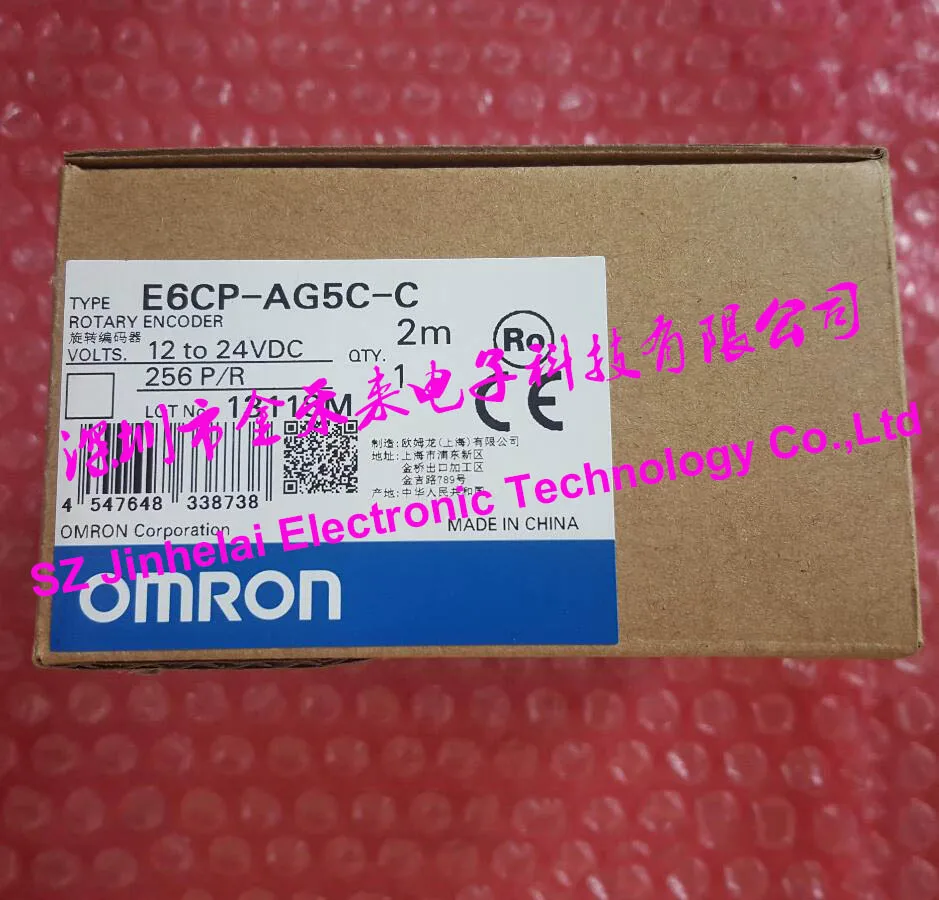 TYPE E6CP-AG5C-C
ROTARY ENCODER 2m
旋转编码器
VOLTS. 12 to 24VDC QTY. 1
256 P/R
LOT No.
Ro
CE
深圳市金禾来电子科技有限公司
制造:欧姆龙(上海)有限公司
地址:上海市浦东新区
金桥出口加工区
金吉路789号
产地:中华人民共和国
4 547648 338738
OMRON Corporation MADE IN CHINA
SZ Jinhelai Electronic Technology Co.,Ltd
OMRON